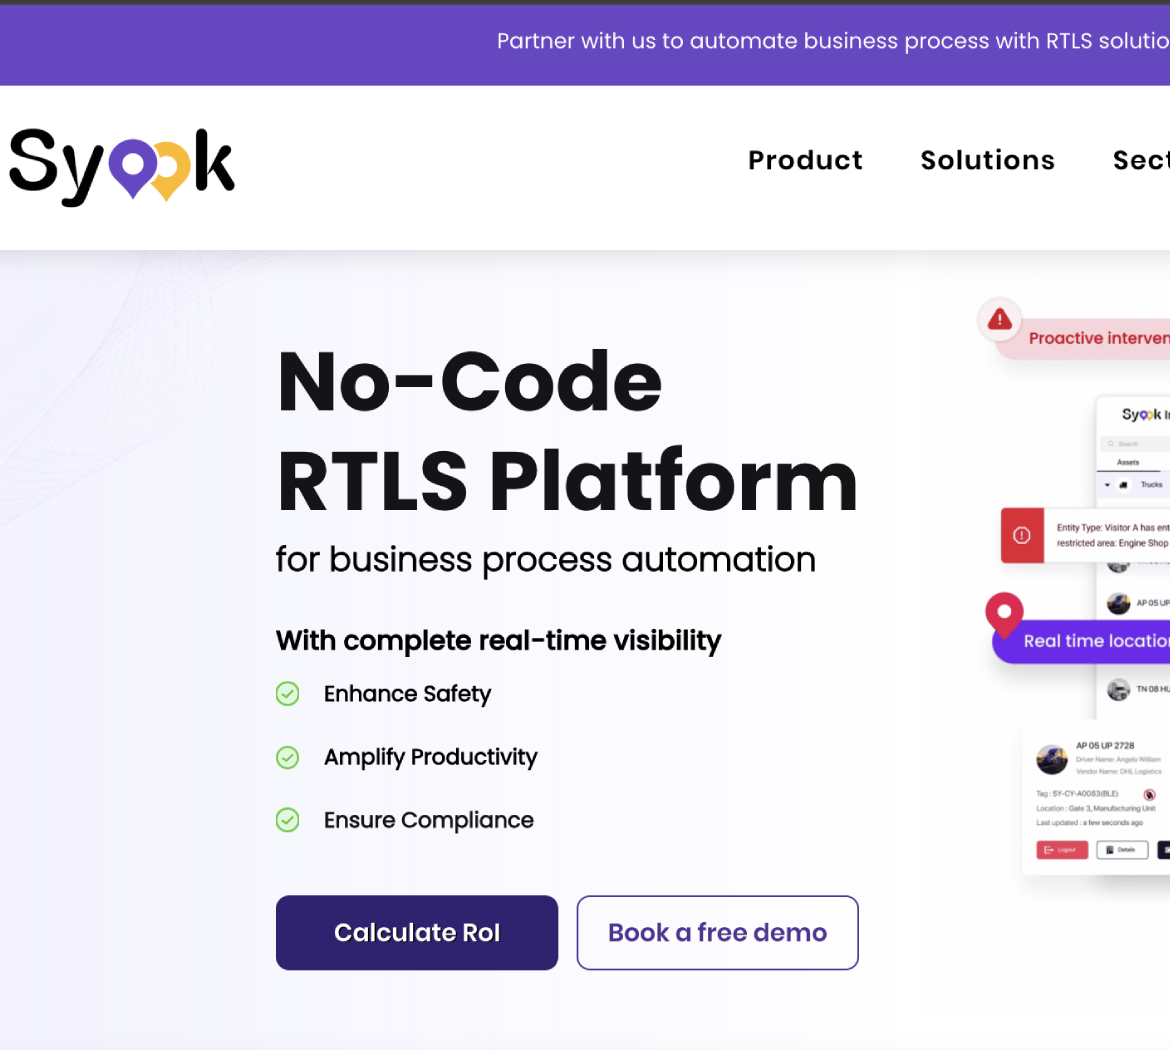 Partner with us to automate business process with RTLS solutio
Syook
Product Solutions Sect
No-Code
RTLS Platform
for business process automation
With complete real-time visibility
Enhance Safety
Amplify Productivity
Ensure Compliance
Calculate RoI
Book a free demo
Proactive interven
Syook In
Search
Assets
Trucks
Entity Type: Visitor A has ent
restricted area: Engine Shop
AP 05 UP
Real time location
TN 08 HU
AP 05 UP 2728
Driver Name: Angelo William
Vendor Name: DHL Logistics
Tag : SY-CY-A0083(BLE)
Location : Gate 3, Manufacturing Unit
Last updated : a few seconds ago
Logout
Details